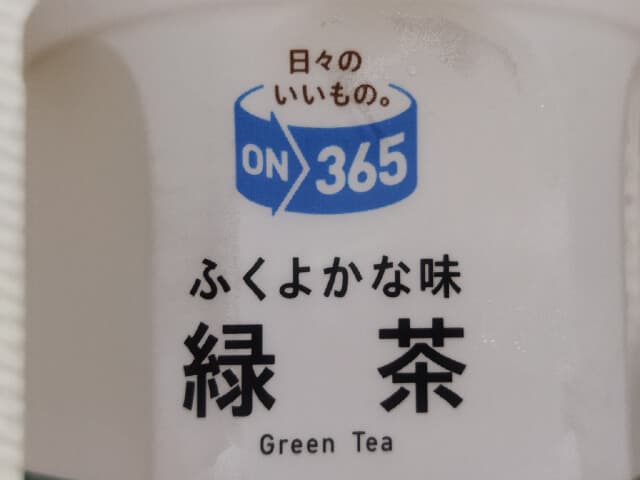 日々の
いいもの。
ON 365
ふくよかな味
緑 茶
Green Tea